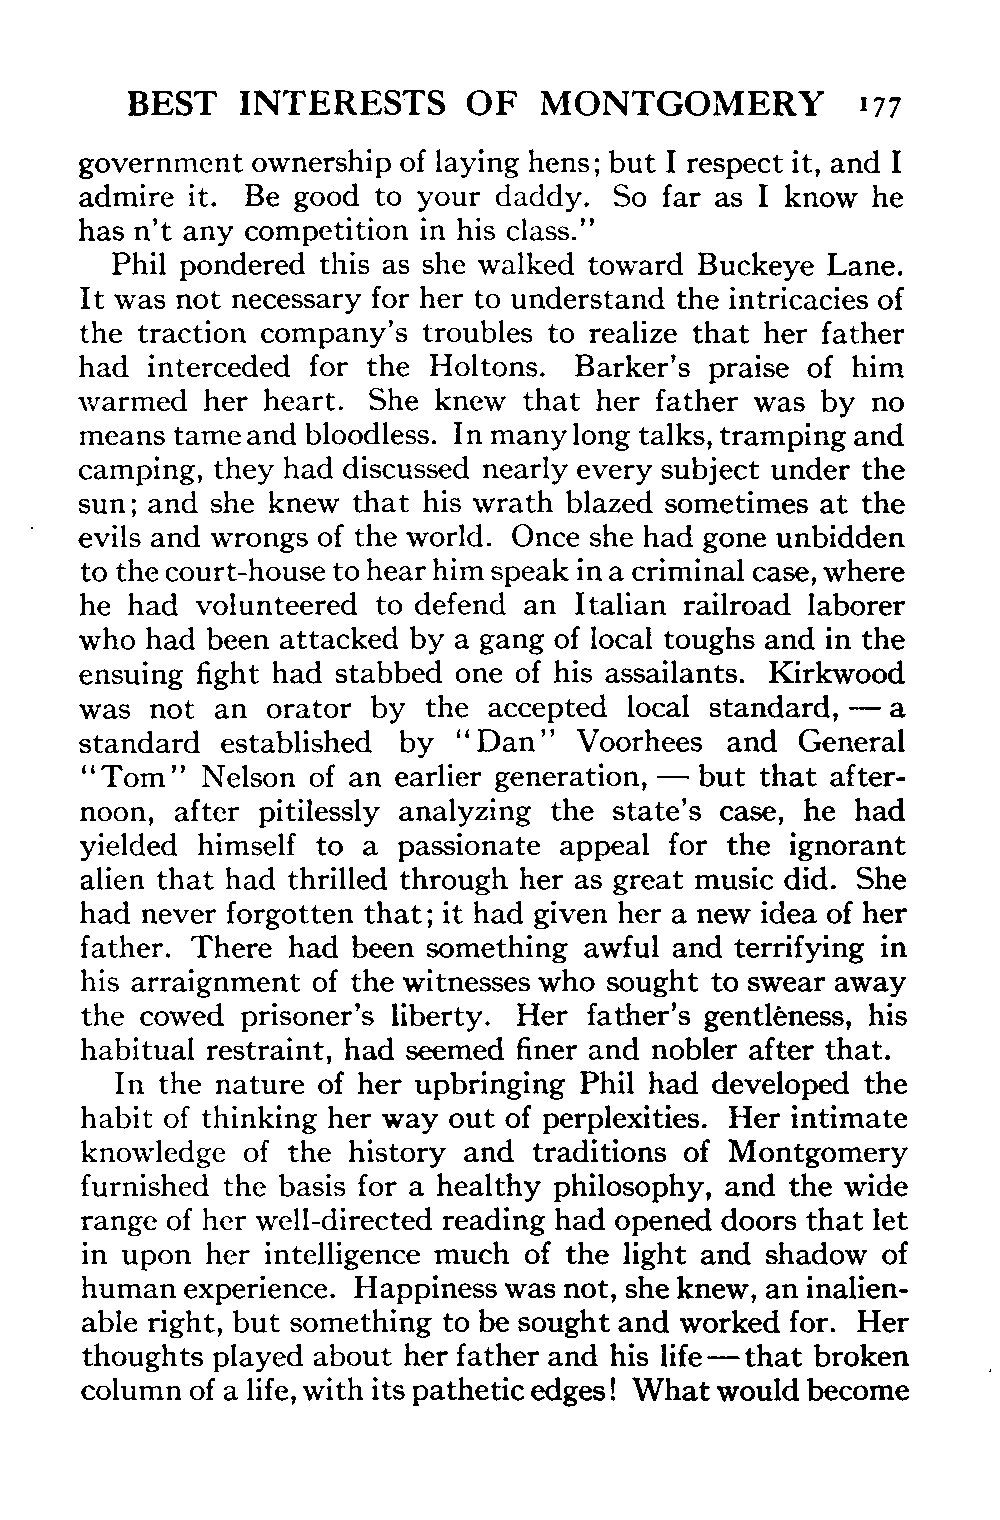 BEST INTERESTS OF MONTGOMERY 177
government ownership of laying hens; but I respect it, and I
admire it. Be good to your daddy. So far as I know he
has n't any competition in his class."
Phil pondered this as she walked toward Buckeye Lane.
It was not necessary for her to understand the intricacies of
the traction company's troubles to realize that her father
had interceded for the Holtons. Barker's praise of him
warmed her heart. She knew that her father was by no
means tame and bloodless. In many long talks, tramping and
camping, they had discussed nearly every subject under the
sun; and she knew that his wrath blazed sometimes at the
evils and wrongs of the world. Once she had gone unbidden
to the court-house to hear him speak in a criminal case, where
he had volunteered to defend an Italian railroad laborer
who had been attacked by a gang of local toughs and in the
ensuing fight had stabbed one of his assailants. Kirkwood
was not an orator by the accepted local standard, — a
standard established by "Dan" Voorhees and General
"Tom" Nelson of an earlier generation, — but that after-
noon, after pitilessly analyzing the state's case, he had
yielded himself to a passionate appeal for the ignorant
alien that had thrilled through her as great music did. She
had never forgotten that; it had given her a new idea of her
father. There had been something awful and terrifying in
his arraignment of the witnesses who sought to swear away
the cowed prisoner's liberty. Her father's gentlèness, his
habitual restraint, had seemed finer and nobler after that.
In the nature of her upbringing Phil had developed the
habit of thinking her way out of perplexities. Her intimate
knowledge of the history and traditions of Montgomery
furnished the basis for a healthy philosophy, and the wide
range of her well-directed reading had opened doors that let
in upon her intelligence much of the light and shadow of
human experience. Happiness was not, she knew, an inalien-
able right, but something to be sought and worked for. Her
thoughts played about her father and his life—that broken
column of a life, with its pathetic edges! What would become